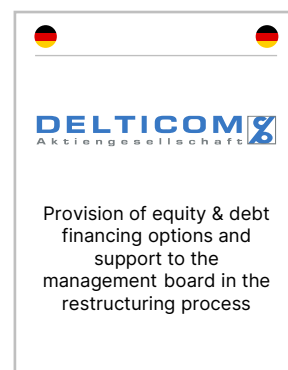 DELTICOM
Aktiengesellschaft
Provision of equity & debt
financing options and
support to the
management board in the
restructuring process